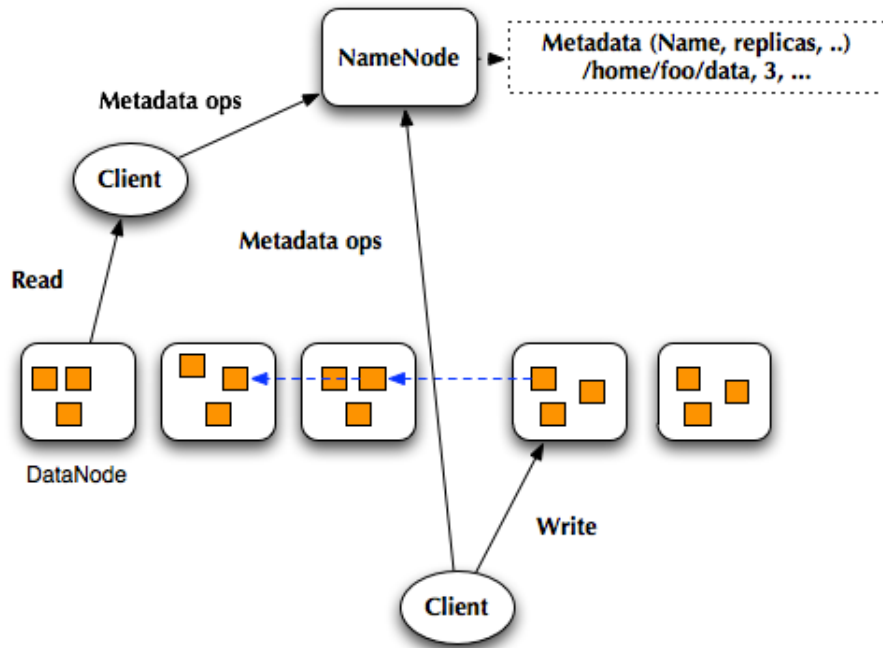 NameNode
Metadata (Name, replicas, ..)
/home/foo/data, 3, ...
Metadata ops
Client
Metadata ops
Read
DataNode
Write
Client